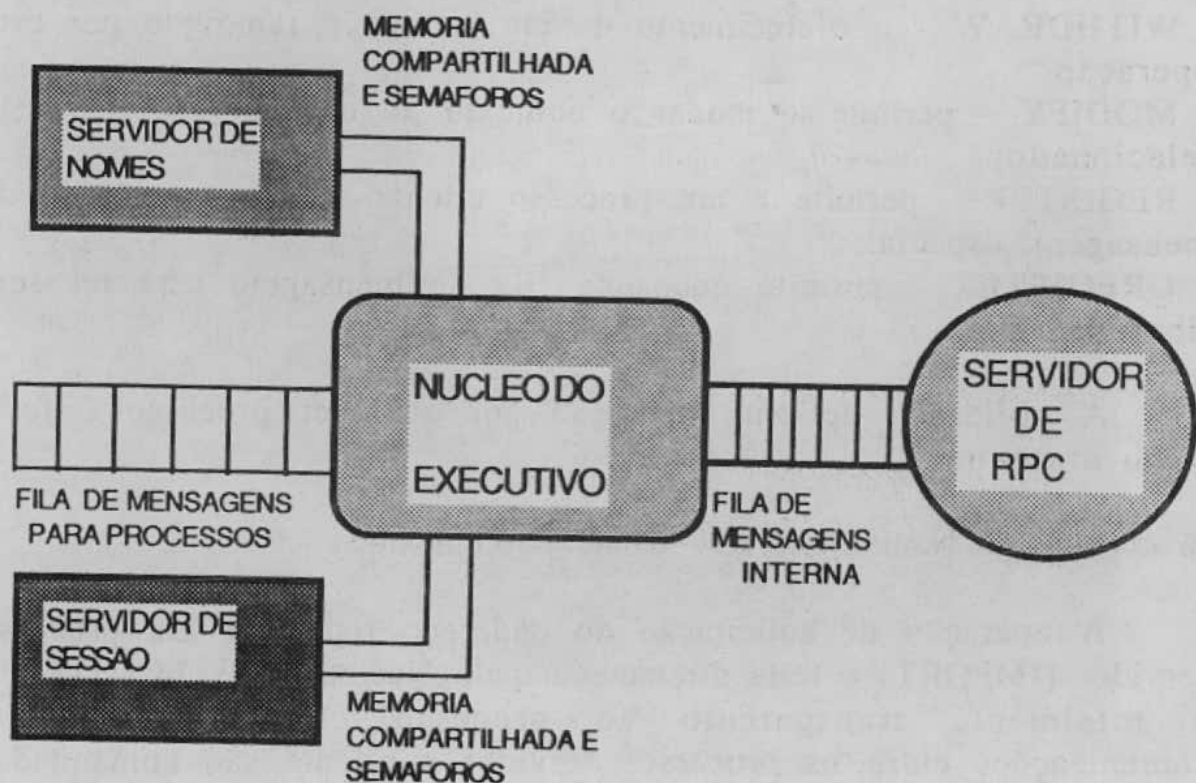 MEMORIA
COMPARTILHADA
E SEMAFOROS
SERVIDOR DE
NOMES
NUCLEO DO
EXECUTIVO
SERVIDOR
DE
RPC
FILA DE MENSAGENS
PARA PROCESSOS
FILA DE
MENSAGENS
INTERNA
SERVIDOR DE
SESSAO
MEMORIA
COMPARTILHADA E
SEMAFOROS